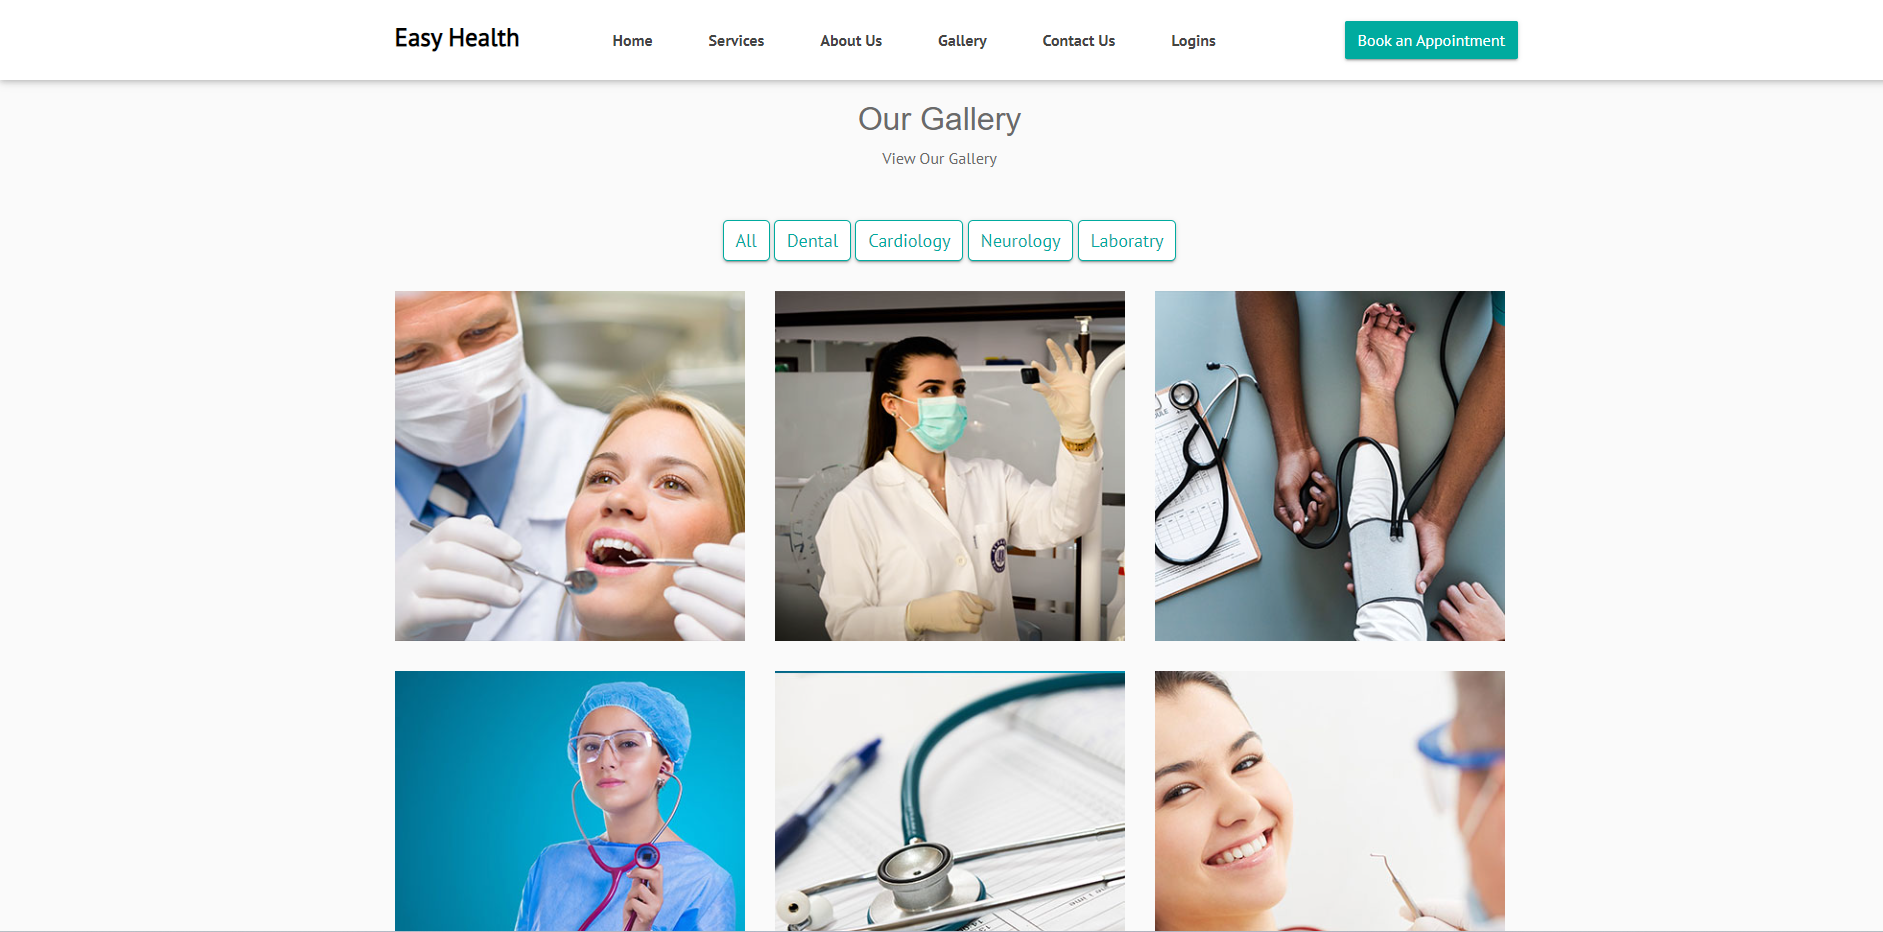 Easy Health Home Services About Us Gallery Contact Us Logins Book an Appointment
Our Gallery
View Our Gallery
All Dental Cardiology Neurology Laboratry